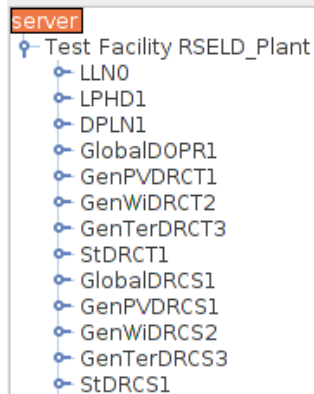 server
Test Facility RSELD_Plant
LLN0
LPHD1
DPLN1
GlobalDOPR1
GenPVDRCT1
GenWiDRCT2
GenTerDRCT3
StDRCT1
GlobalDRCS1
GenPVDRCS1
GenWiDRCS2
GenTerDRCS3
StDRCS1